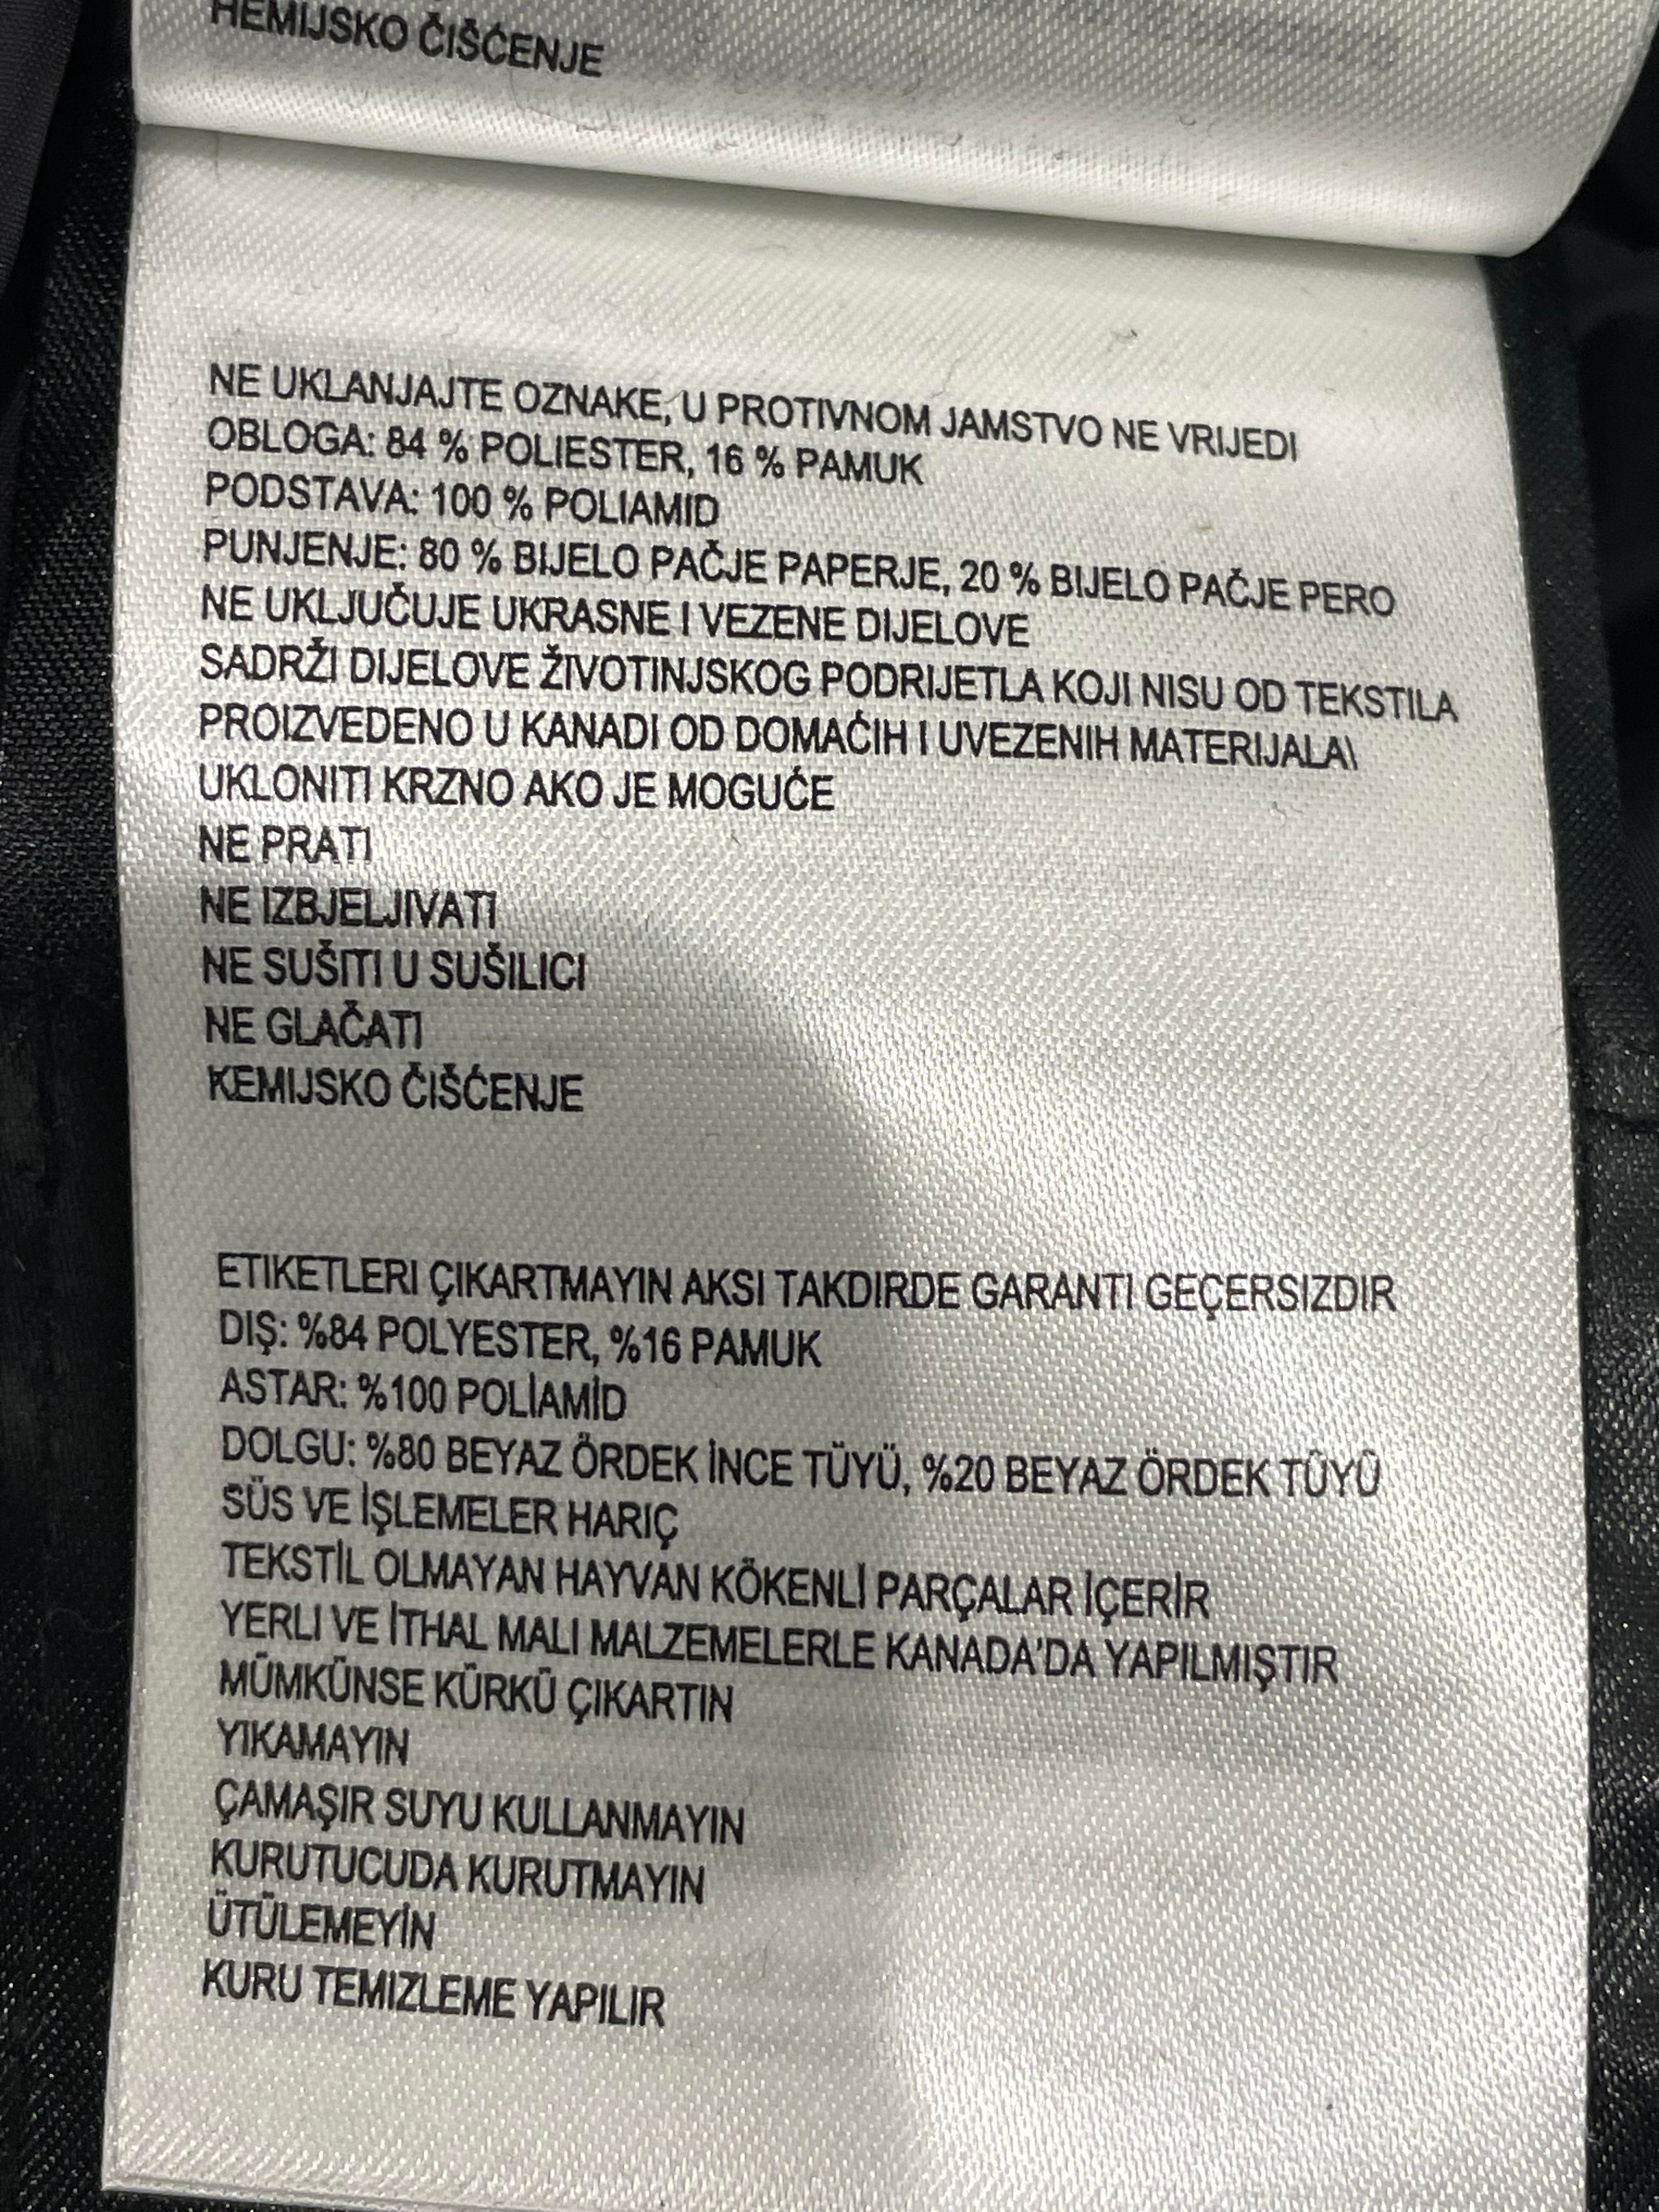 HEMIJSKO ČIŠĆENJE
NE UKLANJAJTE OZNAKE, U PROTIVNOM JAMSTVO NE VRIJEDI
OBLOGA: 84 % POLIESTER, 16 % PAMUK
PODSTAVA: 100 % POLIAMID
PUNJENJE: 80 % BIJELO PAČJE PAPERJE, 20 % BIJELO PAČJE PERO
NE UKLJUČUJE UKRASNE I VEZENE DIJELOVE
SADRŽI DIJELOVE ŽIVOTINJSKOG PODRIJETLA KOJI NISU OD TEKSTILA
PROIZVEDENO U KANADI OD DOMAĆIH I UVEZENIH MATERIJALA\
UKLONITI KRZNO AKO JE MOGUĆE
NE PRATI
NE IZBJELJIVATI
NE SUŠITI U SUŠILICI
NE GLAČATI
KEMIJSKO ČIŠĆENJE
ETIKETLERI ÇIKARTMAYIN AKSI TAKDIRDE GARANTI GEÇERSIZDIR
DIŞ: %84 POLYESTER, %16 PAMUK
ASTAR: %100 POLİAMİD
DOLGU: %80 BEYAZ ÖRDEK İNCE TÜYÜ, %20 BEYAZ ÖRDEK TÜYÜ
SÜS VE İŞLEMELER HARIÇ
TEKSTİL OLMAYAN HAYVAN KÖKENLİ PARÇALAR İÇERİR
YERLI VE İTHAL MALI MALZEMELERLE KANADA'DA YAPILMIŞTIR
MÜMKÜNSE KÜRKÜ ÇIKARTIN
YIKAMAYIN
ÇAMAŞIR SUYU KULLANMAYIN
KURUTUCUDA KURUTMAYIN
ÜTÜLEMEYİN
KURU TEMIZLEME YAPILIR